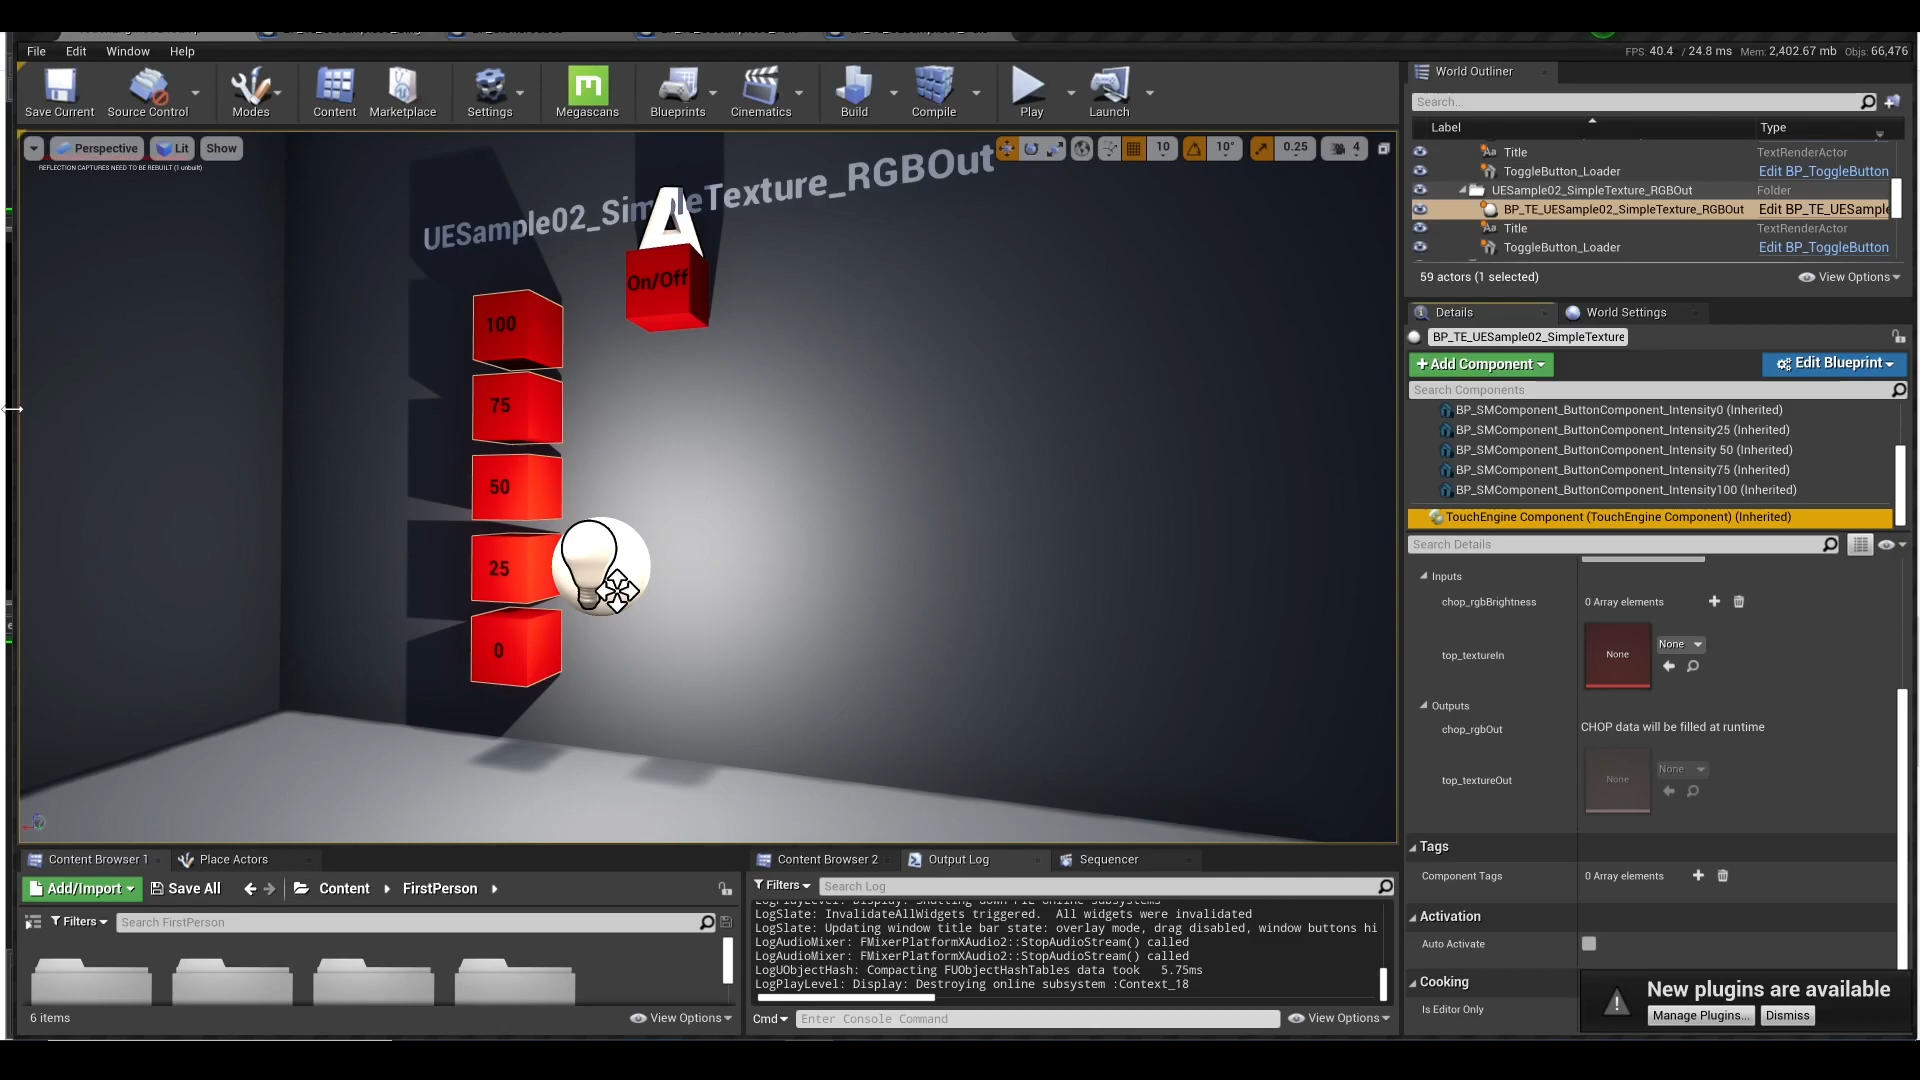 File Edit Window Help
FPS: 40.4 / 24.8 ms Mem: 2,402.67 mb Objs: 66,476
Save Current Source Control Modes Content Marketplace Settings Megascans Blueprints Cinematics Build Compile Play Launch
Perspective Lit Show
10 10° 0.25 4
REFLECTION CAPTURES NEED TO BE REBUILT (1 unbuilt)
UESample02_SimpleTexture_RGBOut
A
On/Off
100
75
50
25
0
World Outliner
Search...
Label Type
Title TextRenderActor
ToggleButton_Loader Edit BP_ToggleButton
UESample02_SimpleTexture_RGBOut Folder
BP_TE_UESample02_SimpleTexture_RGBOut Edit BP_TE_UESample
Title TextRenderActor
ToggleButton_Loader Edit BP_ToggleButton
59 actors (1 selected) View Options
Details World Settings
BP_TE_UESample02_SimpleTexture
+ Add Component Edit Blueprint
Search Components
BP_SMComponent_ButtonComponent_Intensity0 (Inherited)
BP_SMComponent_ButtonComponent_Intensity25 (Inherited)
BP_SMComponent_ButtonComponent_Intensity 50 (Inherited)
BP_SMComponent_ButtonComponent_Intensity75 (Inherited)
BP_SMComponent_ButtonComponent_Intensity100 (Inherited)
TouchEngine Component (TouchEngine Component) (Inherited)
Search Details
Inputs
chop_rgbBrightness 0 Array elements
top_textureIn None None
Outputs
chop_rgbOut CHOP data will be filled at runtime
top_textureOut None None
Tags
Component Tags 0 Array elements
Activation
Auto Activate
Cooking
Is Editor Only
New plugins are available
Manage Plugins... Dismiss
Content Browser 1 Place Actors
Add/Import Save All Content FirstPerson
Filters Search FirstPerson
6 items View Options
Content Browser 2 Output Log Sequencer
Filters Search Log
LogPlayLevel: Display: Shutting down PIE online subsystems
LogSlate: InvalidateAllWidgets triggered. All widgets were invalidated
LogSlate: Updating window title bar state: overlay mode, drag disabled, window buttons hi
LogAudioMixer: FMixerPlatformXAudio2::StopAudioStream() called
LogAudioMixer: FMixerPlatformXAudio2::StopAudioStream() called
LogUObjectHash: Compacting FUObjectHashTables data took 5.75ms
LogPlayLevel: Display: Destroying online subsystem :Context_18
Cmd Enter Console Command View Options